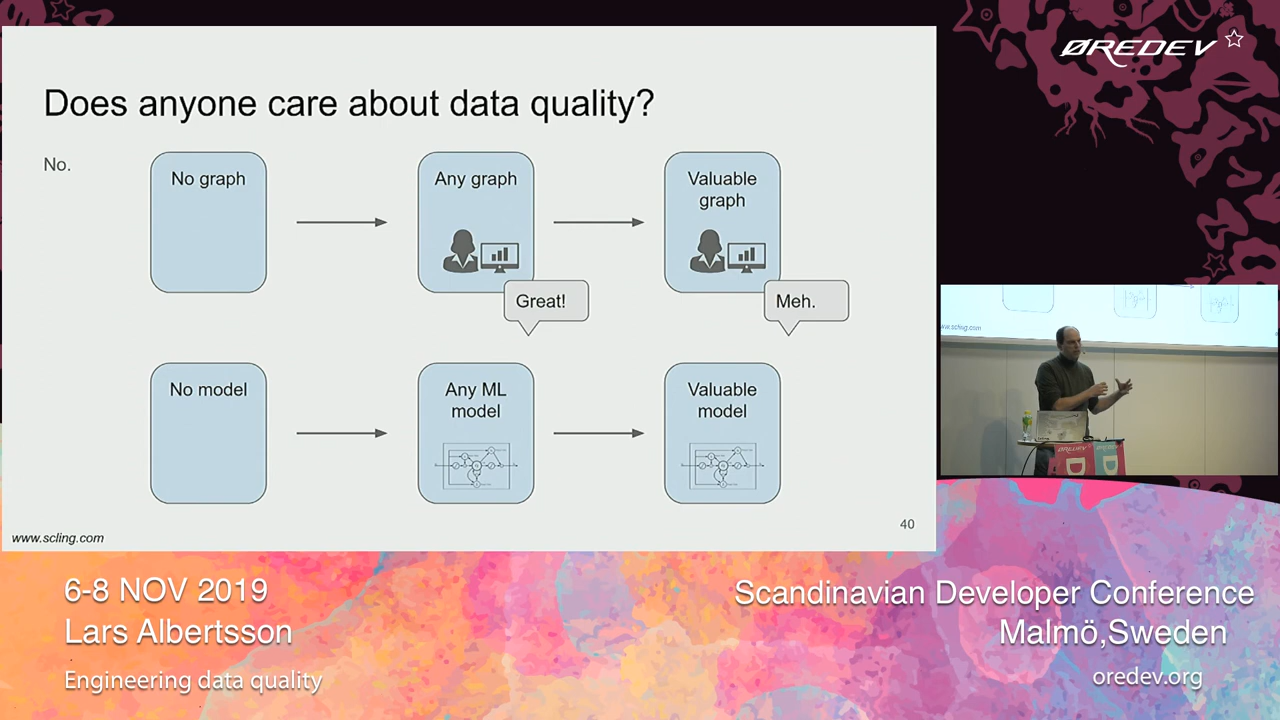 ØREDEV
Does anyone care about data quality?
No.
No graph
Any graph
Valuable
graph
Great!
Meh.
No model
Any ML
model
Valuable
model
40
www.scling.com
ØREDEV
6-8 NOV 2019
Lars Albertsson
Engineering data quality
Scandinavian Developer Conference
Malmö,Sweden
oredev.org